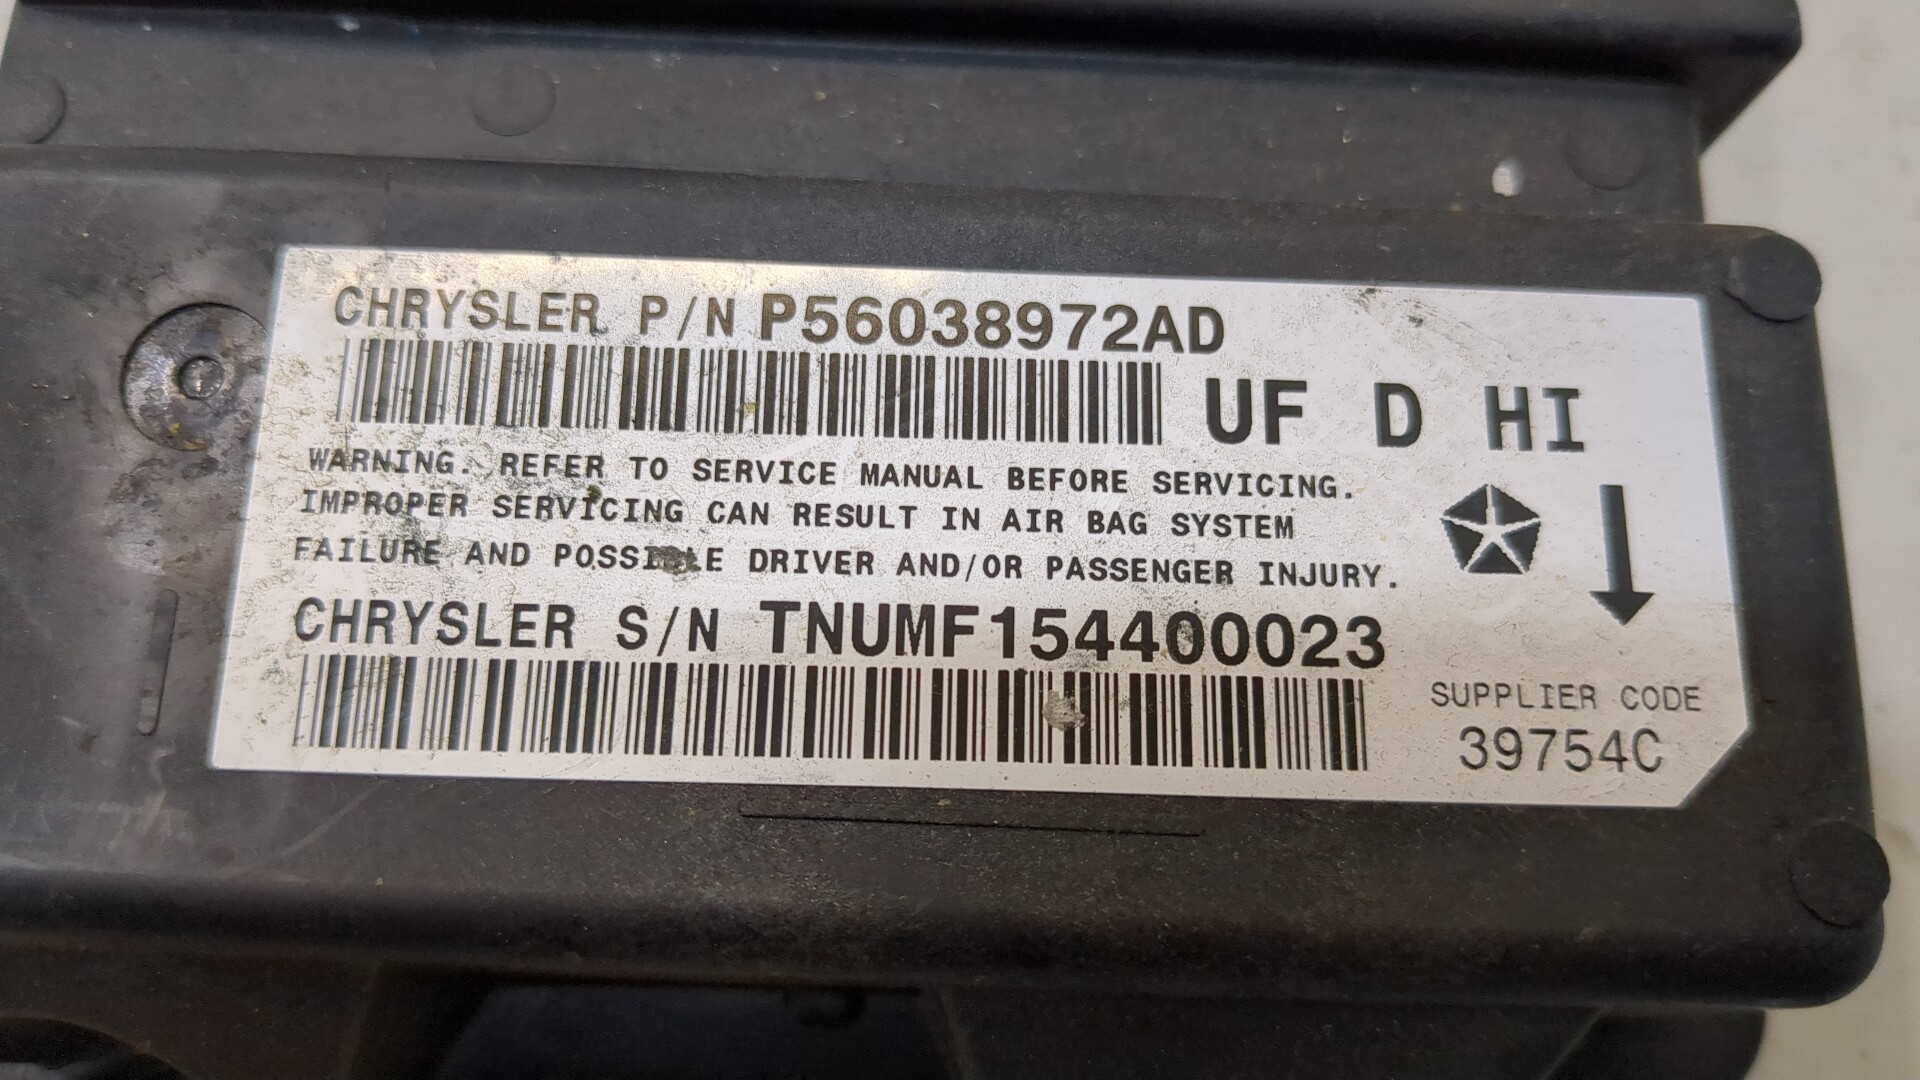 CHRYSLER P/N P56038972AD
UF D HI
WARNING. REFER TO SERVICE MANUAL BEFORE SERVICING.
IMPROPER SERVICING CAN RESULT IN AIR BAG SYSTEM
FAILURE AND POSSIBLE DRIVER AND/OR PASSENGER INJURY.
CHRYSLER S/N TNUMF154400023
SUPPLIER CODE
39754C